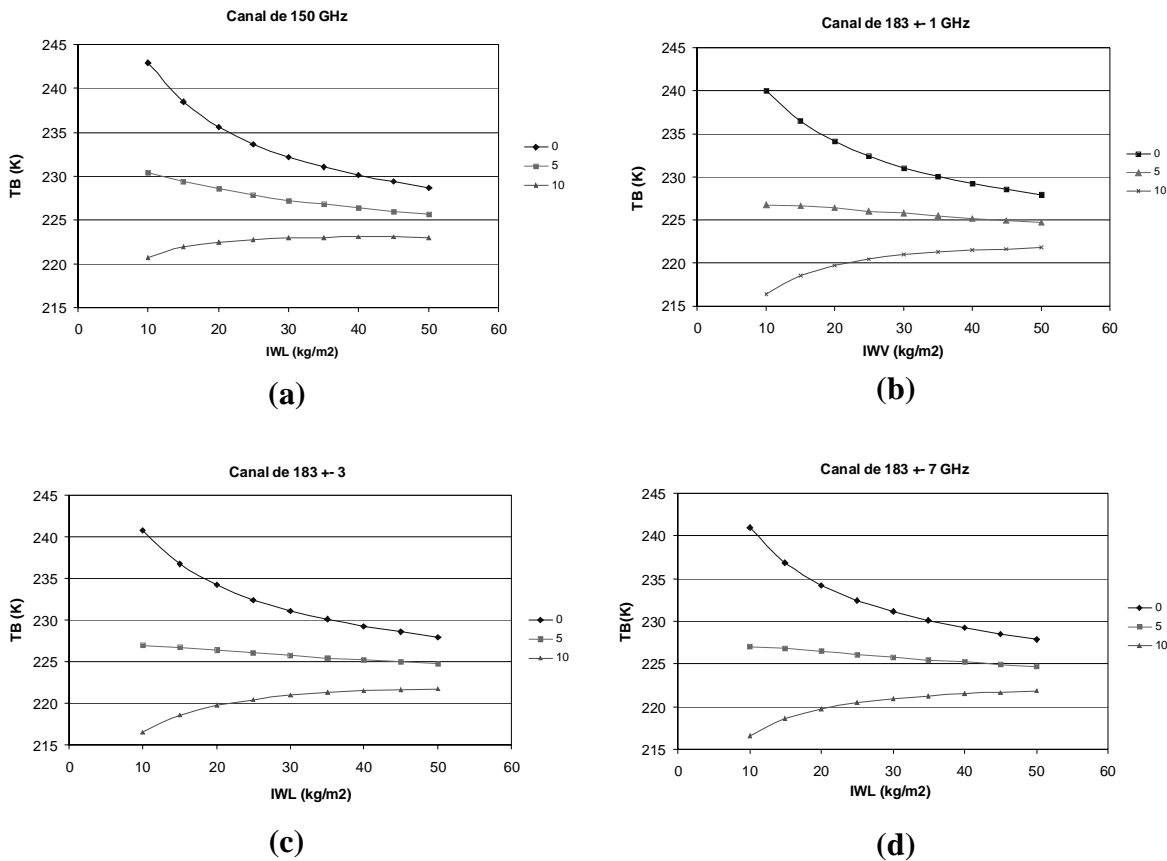 Canal de 150 GHz
245
240
235
230
225
220
215
0 10 20 30 40 50 60
TB (K)
IWL (kg/m2)
0
5
10
(a)
Canal de 183 +- 1 GHz
245
240
235
230
225
220
215
0 10 20 30 40 50 60
TB (K)
IWV (kg/m2)
0
5
10
(b)
Canal de 183 +- 3
245
240
235
230
225
220
215
0 10 20 30 40 50 60
TB (K)
IWL (kg/m2)
0
5
10
(c)
Canal de 183 +- 7 GHz
245
240
235
230
225
220
215
0 10 20 30 40 50 60
TB(K)
IWL (kg/m2)
0
5
10
(d)